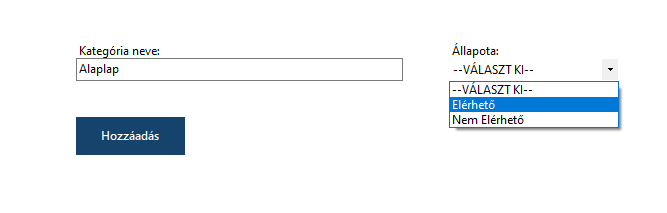 Kategória neve:
Állapota:
Alaplap
--VÁLASZT KI--
--VÁLASZT KI--
Elérhető
Nem Elérhető
Hozzáadás